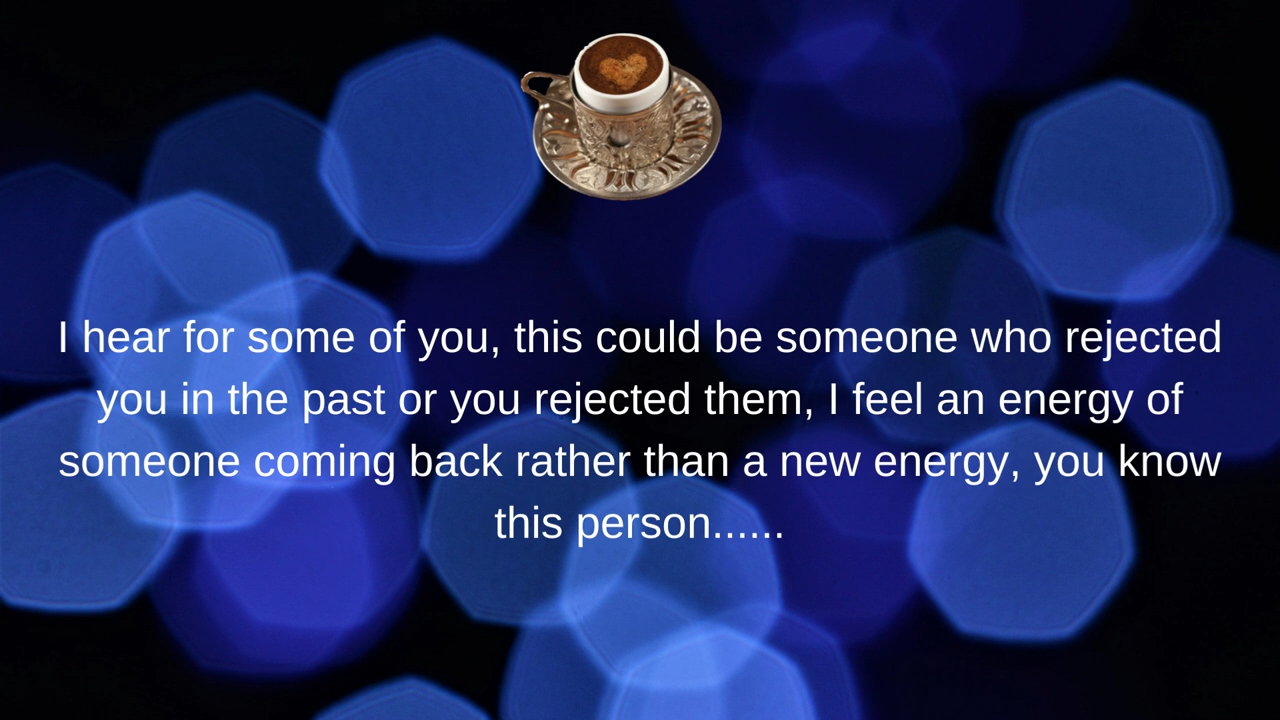 I hear for some of you, this could be someone who rejected
you in the past or you rejected them, I feel an energy of
someone coming back rather than a new energy, you know
this person......